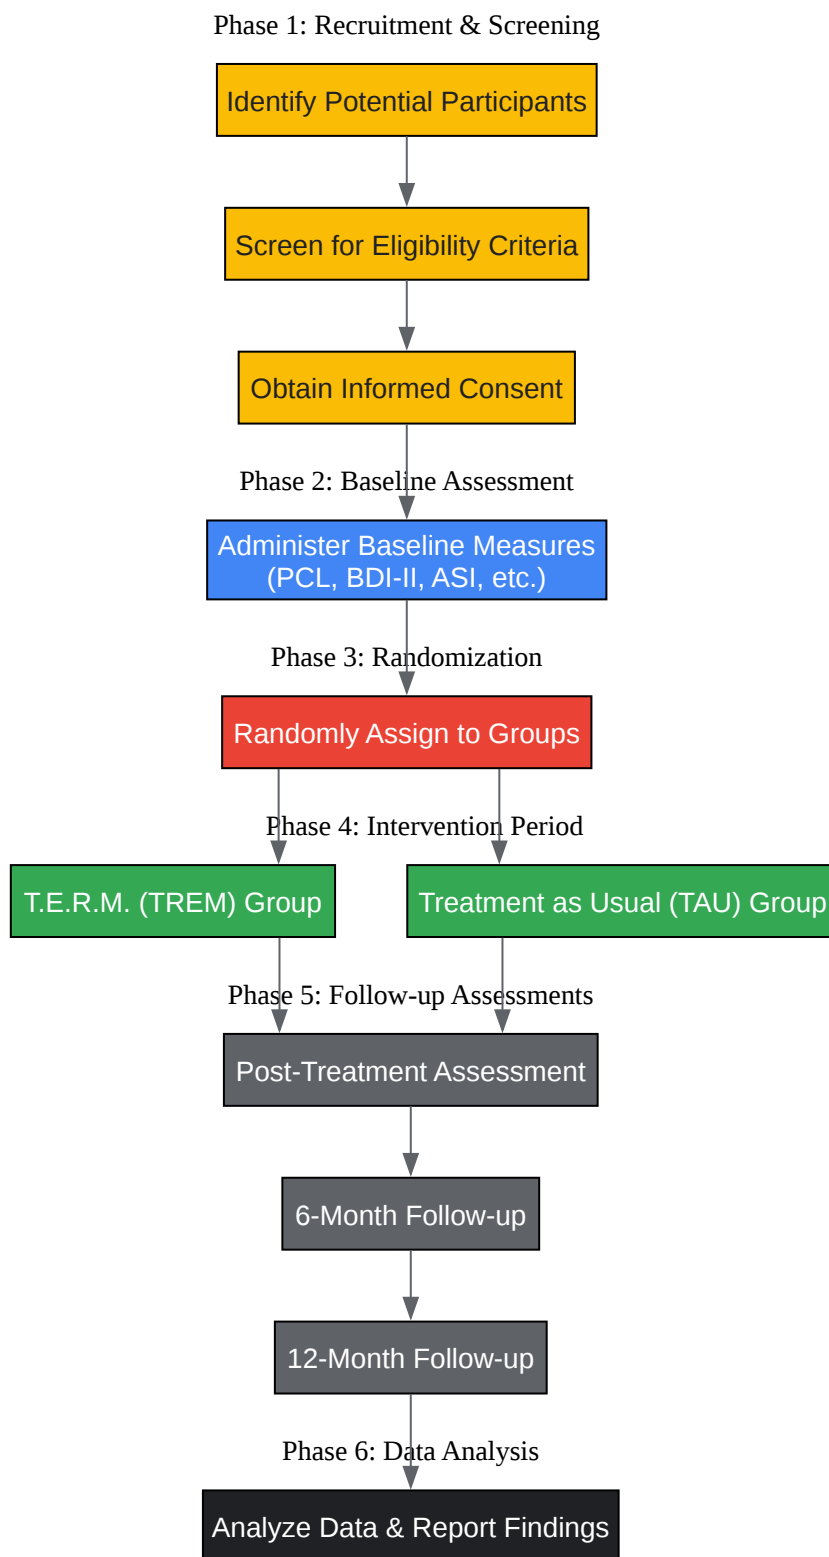 Phase 1: Recruitment & Screening
Identify Potential Participants
Screen for Eligibility Criteria
Obtain Informed Consent
Phase 2: Baseline Assessment
Administer Baseline Measures
(PCL, BDI-II, ASI, etc.)
Phase 3: Randomization
Randomly Assign to Groups
Phase 4: Intervention Period
T.E.R.M. (TREM) Group
Treatment as Usual (TAU) Group
Phase 5: Follow-up Assessments
Post-Treatment Assessment
6-Month Follow-up
12-Month Follow-up
Phase 6: Data Analysis
Analyze Data & Report Findings